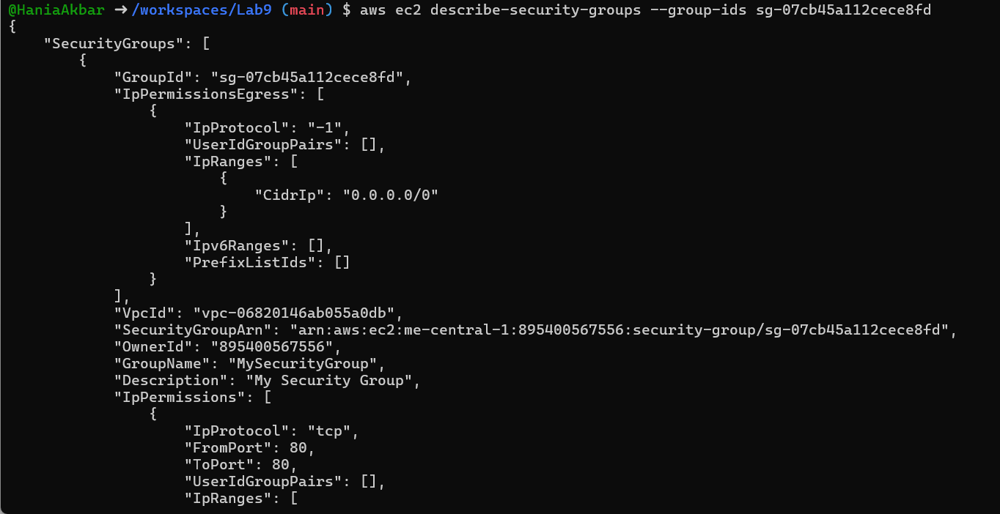 @HaniaAkbar ➜ /workspaces/Lab9 (main) $ aws ec2 describe-security-groups --group-ids sg-07cb45a112cece8fd
{
    "SecurityGroups": [
        {
            "GroupId": "sg-07cb45a112cece8fd",
            "IpPermissionsEgress": [
                {
                    "IpProtocol": "-1",
                    "UserIdGroupPairs": [],
                    "IpRanges": [
                        {
                            "CidrIp": "0.0.0.0/0"
                        }
                    ],
                    "Ipv6Ranges": [],
                    "PrefixListIds": []
                }
            ],
            "VpcId": "vpc-06820146ab055a0db",
            "SecurityGroupArn": "arn:aws:ec2:me-central-1:895400567556:security-group/sg-07cb45a112cece8fd",
            "OwnerId": "895400567556",
            "GroupName": "MySecurityGroup",
            "Description": "My Security Group",
            "IpPermissions": [
                {
                    "IpProtocol": "tcp",
                    "FromPort": 80,
                    "ToPort": 80,
                    "UserIdGroupPairs": [],
                    "IpRanges": [